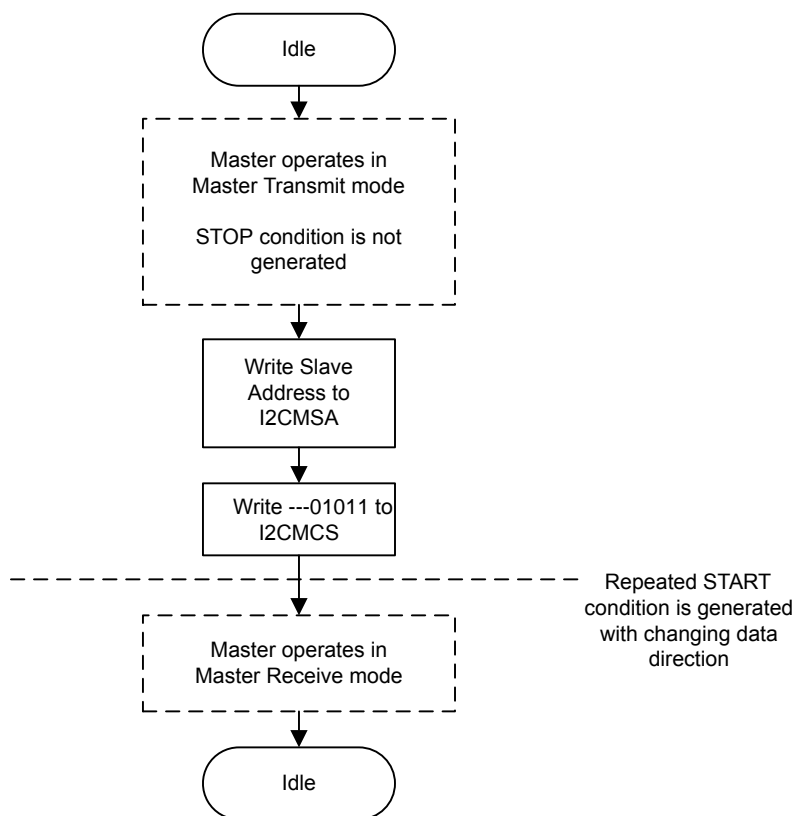 Idle
Master operates in
Master Transmit mode
STOP condition is not
generated
Write Slave
Address to
I2CMSA
Write ---01011 to
I2CMCS
Repeated START
condition is generated
with changing data
direction
Master operates in
Master Receive mode
Idle